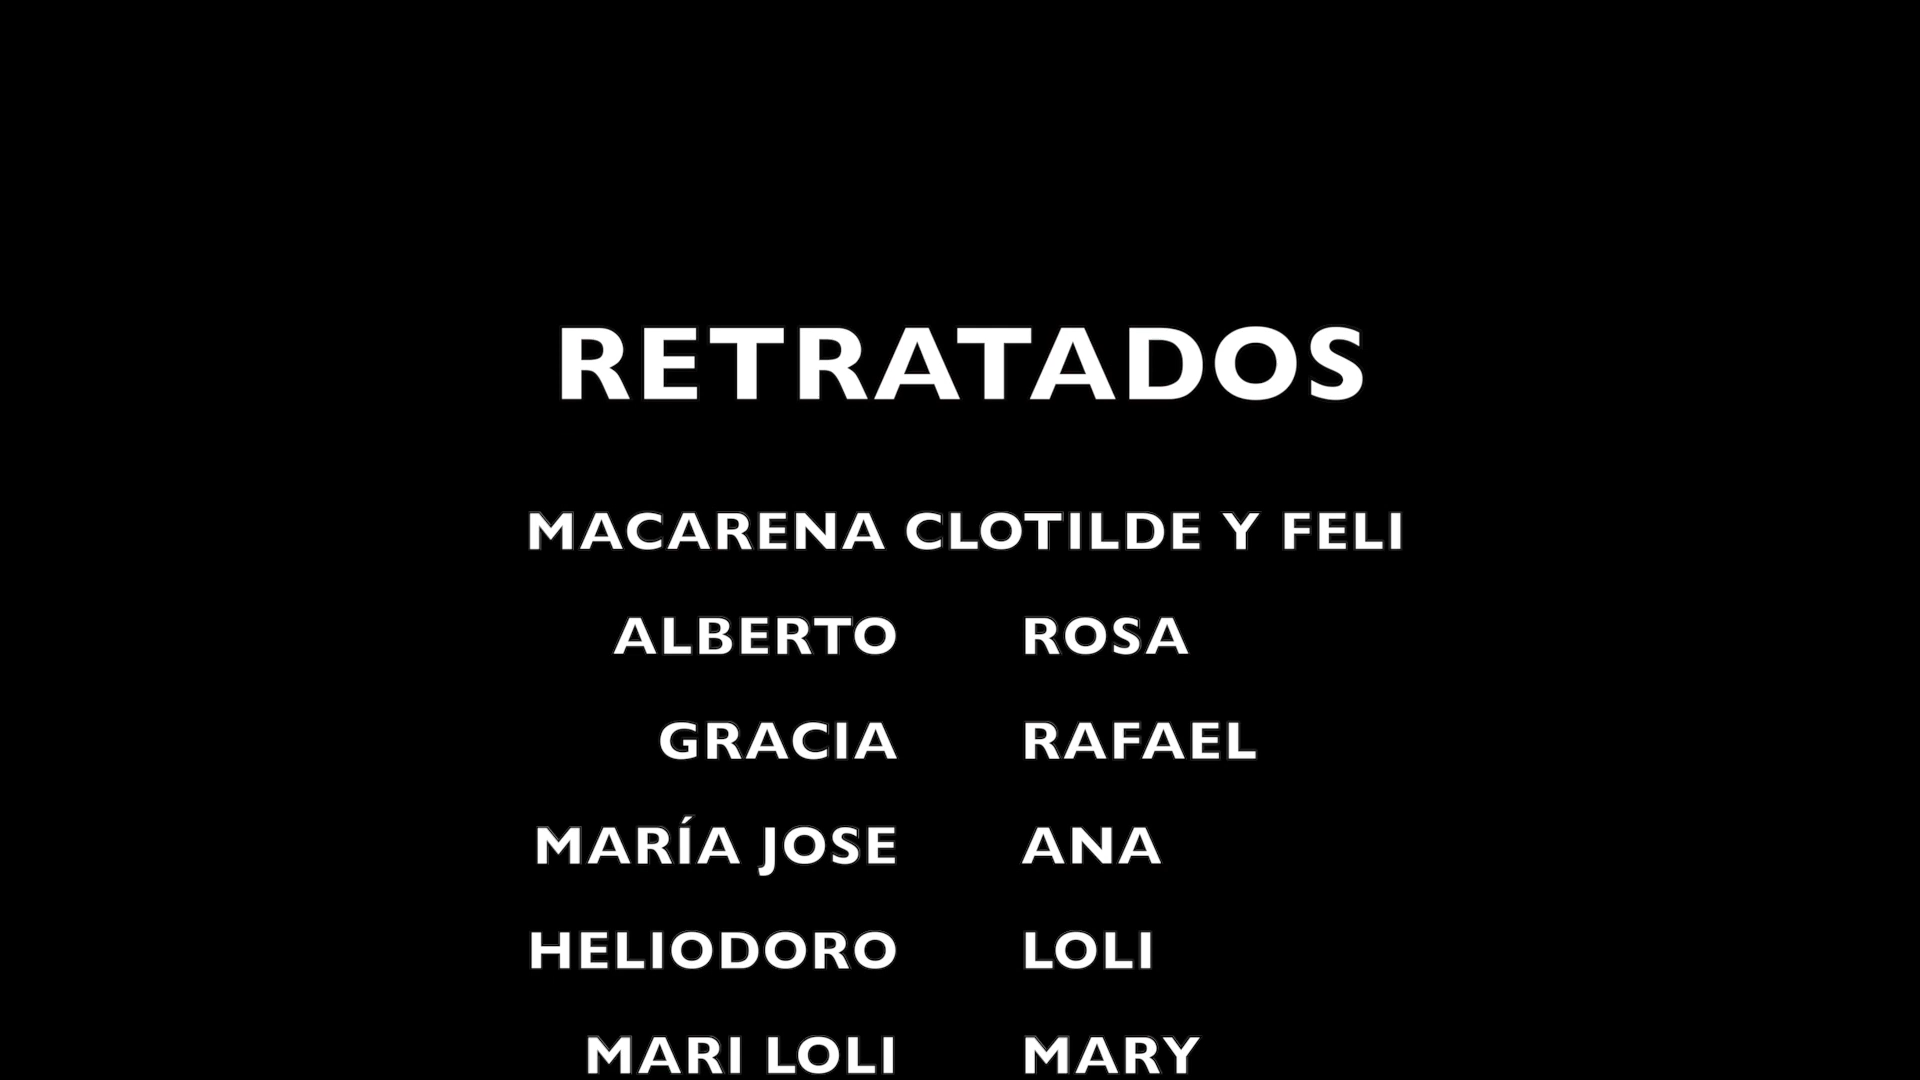 RETRATADOS
MACARENA CLOTILDE Y FELI
ALBERTO ROSA
GRACIA RAFAEL
MARÍA JOSE ANA
HELIODORO LOLI
MARI LOLI MARY